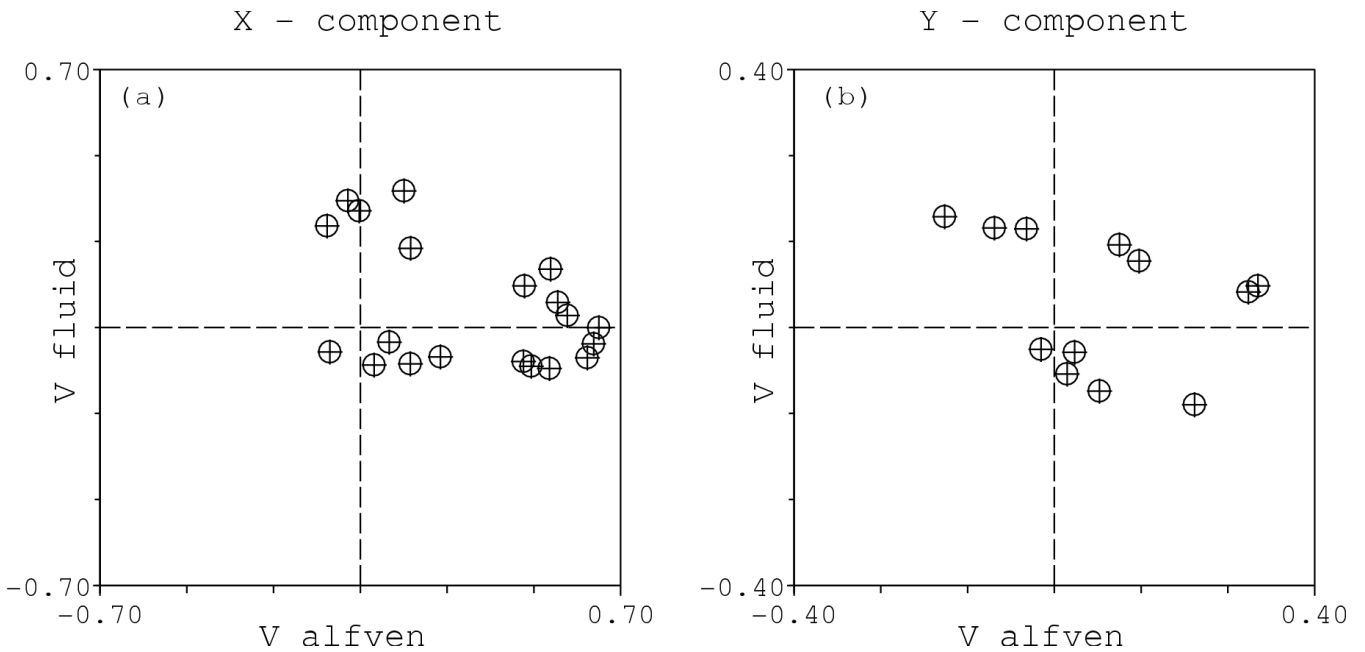 X − component
0.70
(a)
V fluid
−0.70
−0.70
0.70
V alfven
Y − component
0.40
(b)
V fluid
−0.40
−0.40
0.40
V alfven